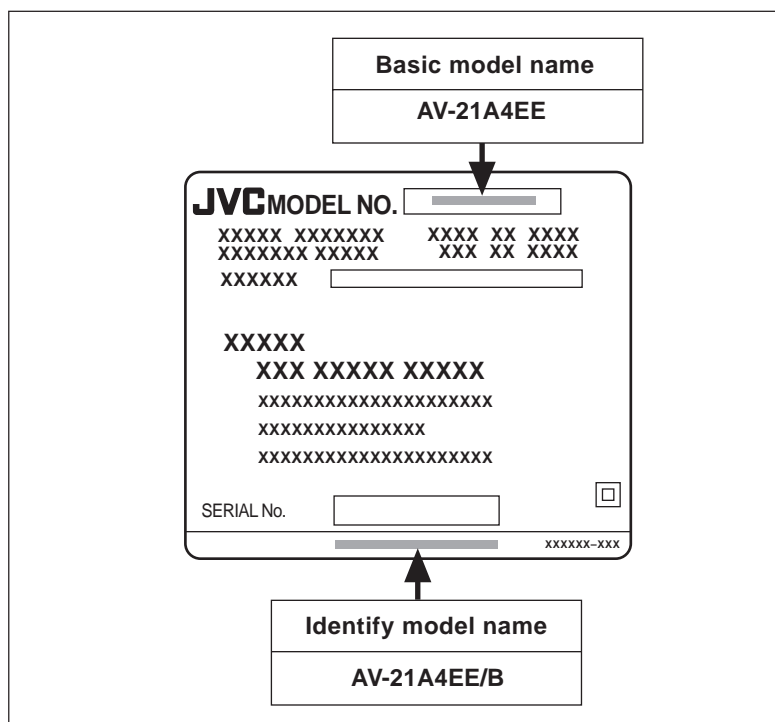 Basic model name
AV-21A4EE
JVC MODEL NO.
XXXXX XXXXXXX XXXX XX XXXX
XXXXXXX XXXXX XXX XX XXXX
XXXXXX
XXXXX
XXX XXXXX XXXXX
XXXXXXXXXXXXXXXXXXXXX
XXXXXXXXXXXXXXX
XXXXXXXXXXXXXXXXXXXXX
SERIAL No.
XXXXXX–XXX
Identify model name
AV-21A4EE/B